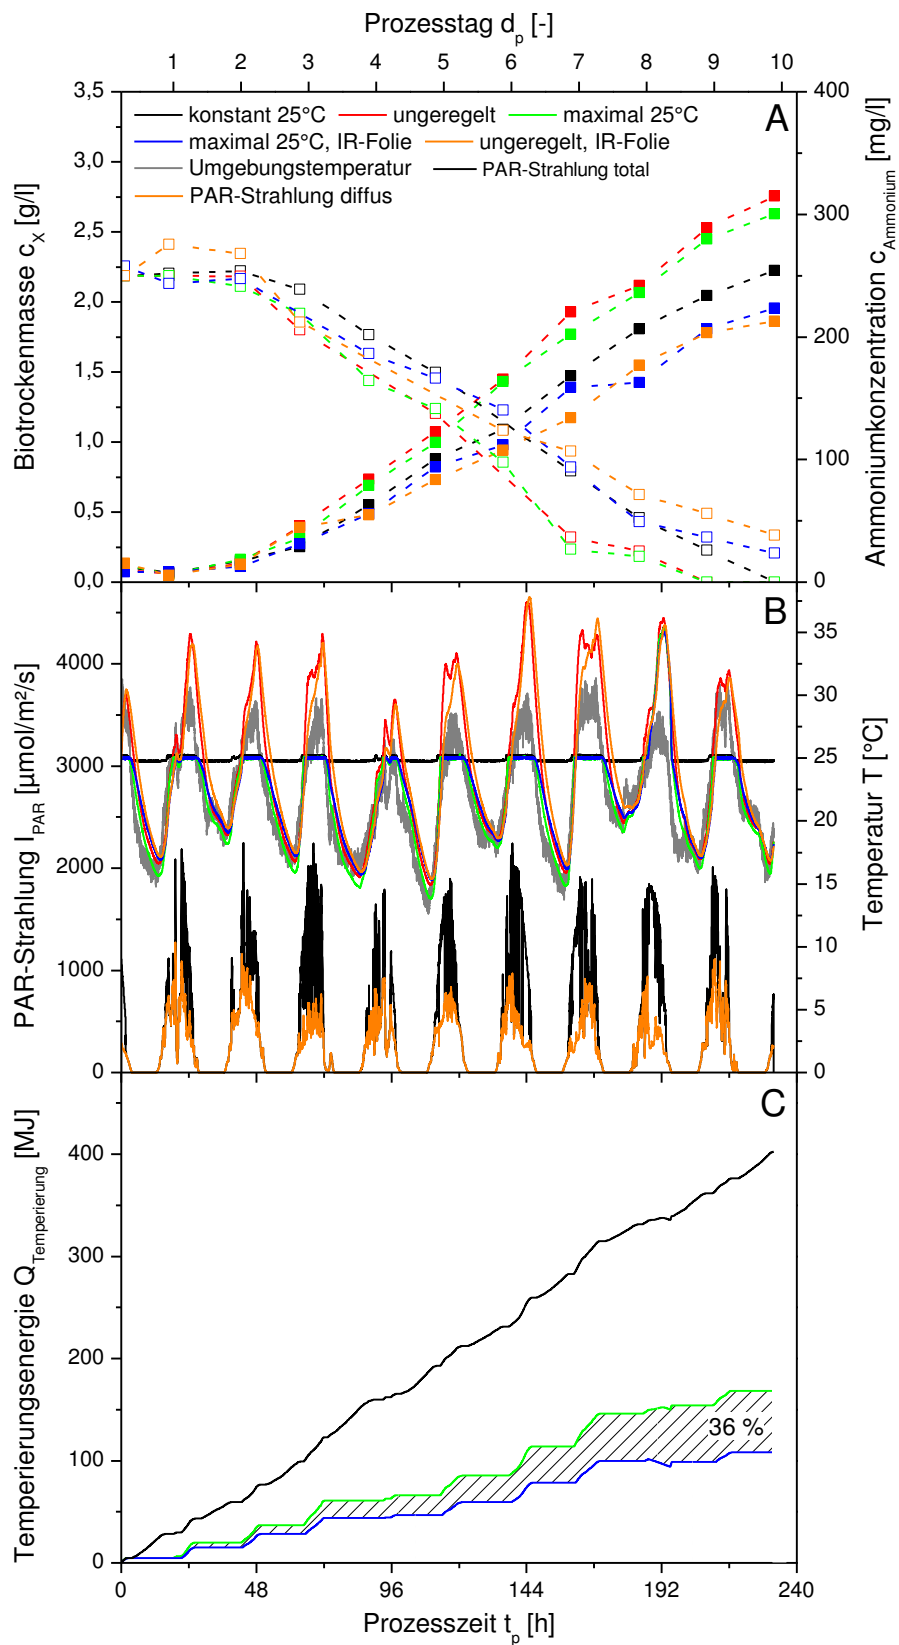 Prozesstag d_p [-]
1 2 3 4 5 6 7 8 9 10
3,5
3,0
2,5
2,0
1,5
1,0
0,5
0,0
Biotrockenmasse c_X [g/l]
400
300
200
100
0
Ammoniumkonzentration c_Ammonium [mg/l]
konstant 25°C ungeregelt maximal 25°C
maximal 25°C, IR-Folie ungeregelt, IR-Folie
Umgebungstemperatur PAR-Strahlung total
PAR-Strahlung diffus
A
B
4000
3000
2000
1000
0
PAR-Strahlung I_PAR [µmol/m²/s]
35
30
25
20
15
10
5
0
Temperatur T [°C]
C
400
300
200
100
0
Temperierungsenergie Q_Temperierung [MJ]
36 %
0 48 96 144 192 240
Prozesszeit t_p [h]